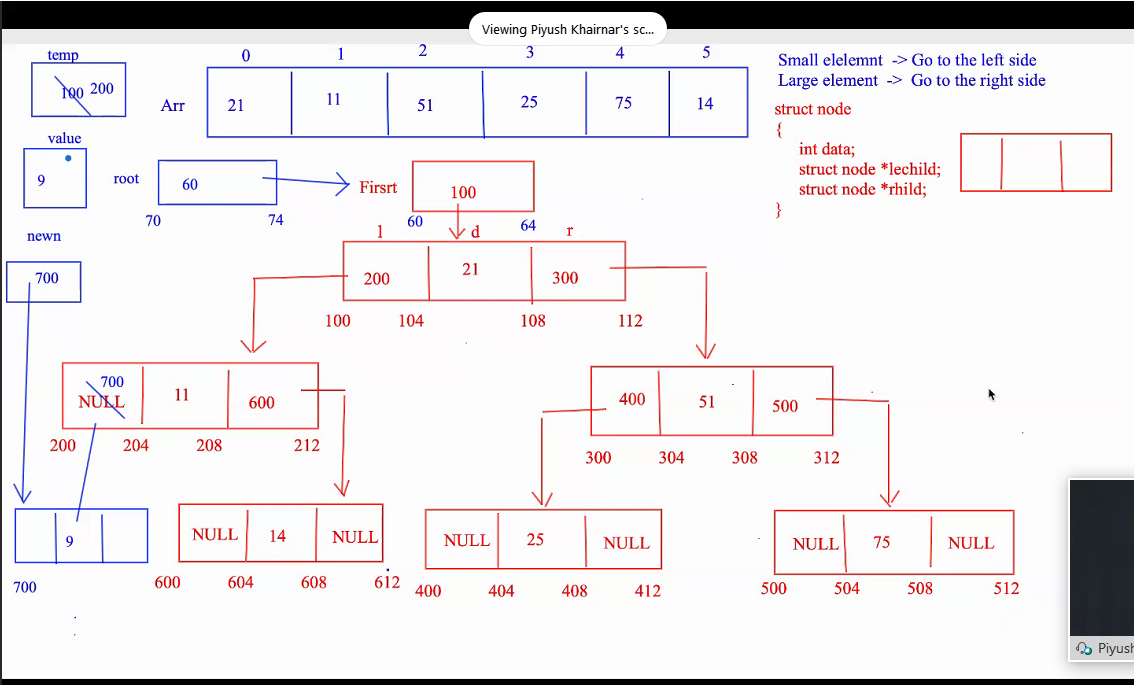 Viewing Piyush Khairnar's sc...
temp
100 200
0 1 2 3 4 5
Arr 21 11 51 25 75 14
Small elelemnt -> Go to the left side
Large element -> Go to the right side
struct node
{
int data;
struct node *lechild;
struct node *rhild;
}
value
9
root 60
70 74
Firsrt 100
60 64
newn
700
l d r
200 21 300
100 104 108 112
700
NULL 11 600
200 204 208 212
400 51 500
300 304 308 312
9
700
NULL 14 NULL
600 604 608 612
NULL 25 NULL
400 404 408 412
NULL 75 NULL
500 504 508 512
Piyush